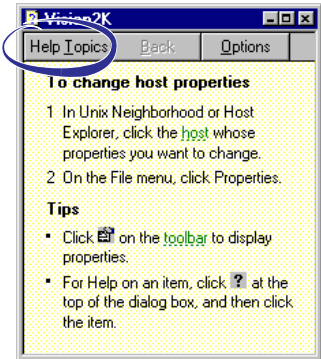 Vision2K
Help Topics Back Options
To change host properties
1 In Unix Neighborhood or Host
Explorer, click the host whose
properties you want to change.
2 On the File menu, click Properties.
Tips
• Click on the toolbar to display
properties.
• For Help on an item, click ? at the
top of the dialog box, and then click
the item.